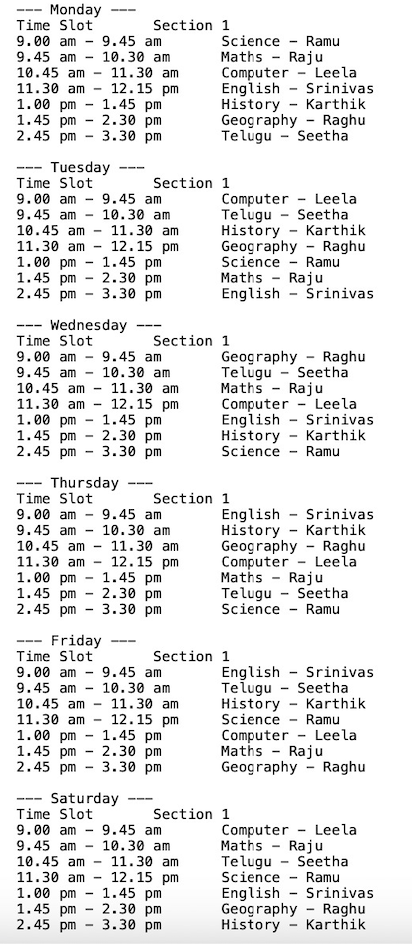 --- Monday ---
Time Slot Section 1
9.00 am - 9.45 am Science - Ramu
9.45 am - 10.30 am Maths - Raju
10.45 am - 11.30 am Computer - Leela
11.30 am - 12.15 pm English - Srinivas
1.00 pm - 1.45 pm History - Karthik
1.45 pm - 2.30 pm Geography - Raghu
2.45 pm - 3.30 pm Telugu - Seetha
--- Tuesday ---
Time Slot Section 1
9.00 am - 9.45 am Computer - Leela
9.45 am - 10.30 am Telugu - Seetha
10.45 am - 11.30 am History - Karthik
11.30 am - 12.15 pm Geography - Raghu
1.00 pm - 1.45 pm Science - Ramu
1.45 pm - 2.30 pm Maths - Raju
2.45 pm - 3.30 pm English - Srinivas
--- Wednesday ---
Time Slot Section 1
9.00 am - 9.45 am Geography - Raghu
9.45 am - 10.30 am Telugu - Seetha
10.45 am - 11.30 am Maths - Raju
11.30 am - 12.15 pm Computer - Leela
1.00 pm - 1.45 pm English - Srinivas
1.45 pm - 2.30 pm History - Karthik
2.45 pm - 3.30 pm Science - Ramu
--- Thursday ---
Time Slot Section 1
9.00 am - 9.45 am English - Srinivas
9.45 am - 10.30 am History - Karthik
10.45 am - 11.30 am Geography - Raghu
11.30 am - 12.15 pm Computer - Leela
1.00 pm - 1.45 pm Maths - Raju
1.45 pm - 2.30 pm Telugu - Seetha
2.45 pm - 3.30 pm Science - Ramu
--- Friday ---
Time Slot Section 1
9.00 am - 9.45 am English - Srinivas
9.45 am - 10.30 am Telugu - Seetha
10.45 am - 11.30 am History - Karthik
11.30 am - 12.15 pm Science - Ramu
1.00 pm - 1.45 pm Computer - Leela
1.45 pm - 2.30 pm Maths - Raju
2.45 pm - 3.30 pm Geography - Raghu
--- Saturday ---
Time Slot Section 1
9.00 am - 9.45 am Computer - Leela
9.45 am - 10.30 am Maths - Raju
10.45 am - 11.30 am Telugu - Seetha
11.30 am - 12.15 pm Science - Ramu
1.00 pm - 1.45 pm English - Srinivas
1.45 pm - 2.30 pm Geography - Raghu
2.45 pm - 3.30 pm History - Karthik